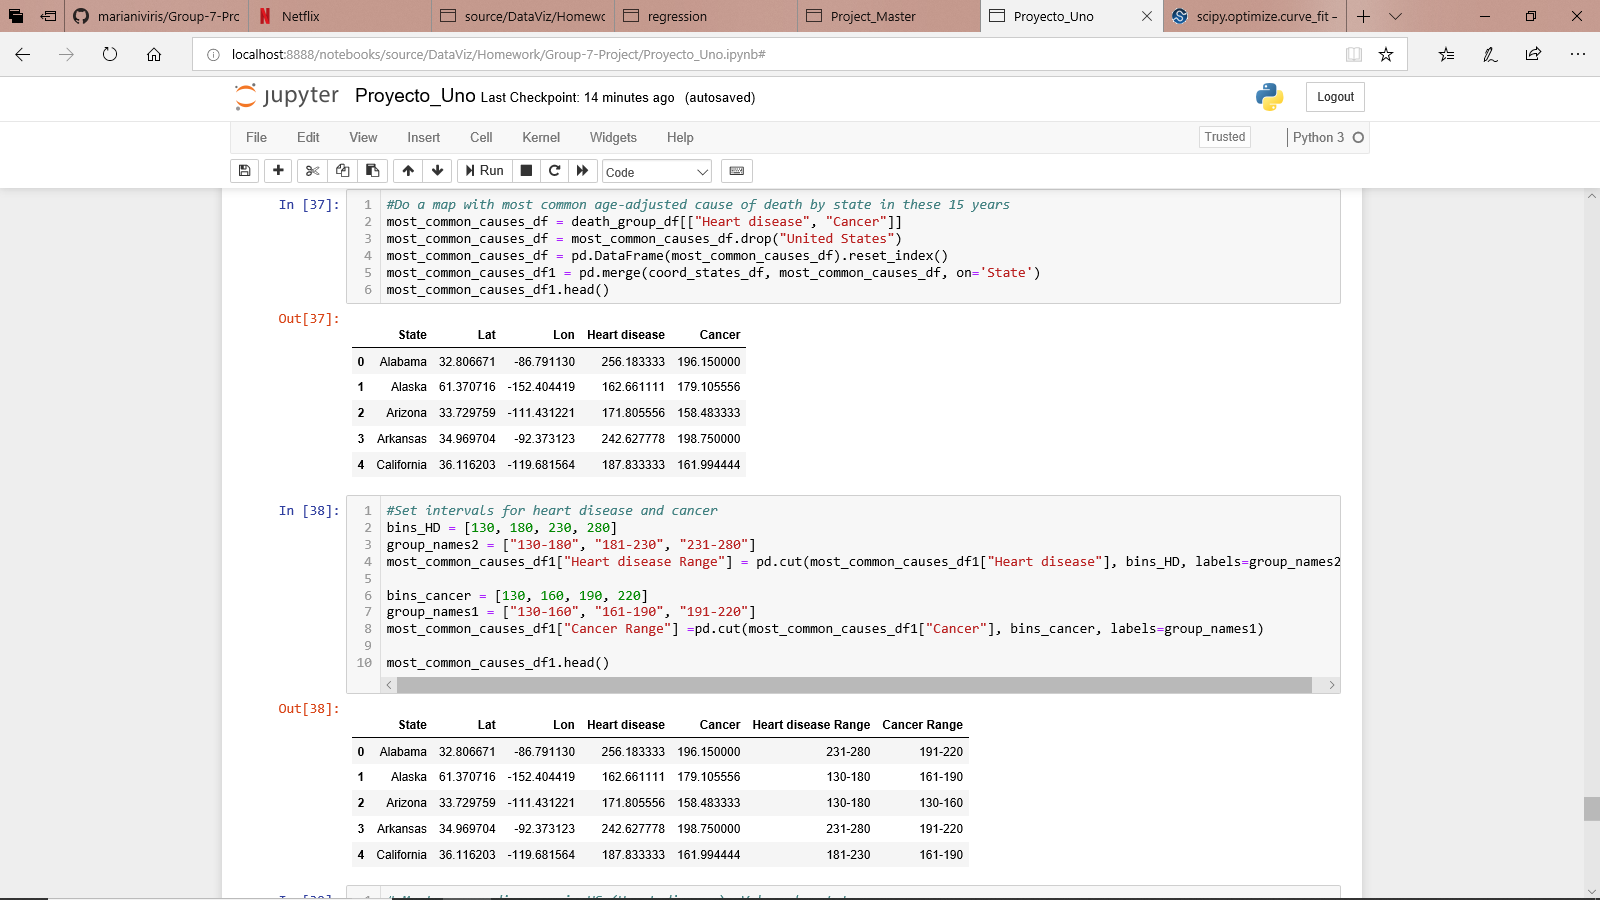 marianiviris/Group-7-Prc
Netflix
source/DataViz/Homewc
regression
Project_Master
Proyecto_Uno
scipy.optimize.curve_fit –
localhost:8888/notebooks/source/DataViz/Homework/Group-7-Project/Proyecto_Uno.ipynb#
jupyter Proyecto_Uno Last Checkpoint: 14 minutes ago (autosaved)
Logout
File Edit View Insert Cell Kernel Widgets Help
Trusted
Python 3
Run
Code
In [37]:
1 #Do a map with most common age-adjusted cause of death by state in these 15 years
2 most_common_causes_df = death_group_df[["Heart disease", "Cancer"]]
3 most_common_causes_df = most_common_causes_df.drop("United States")
4 most_common_causes_df = pd.DataFrame(most_common_causes_df).reset_index()
5 most_common_causes_df1 = pd.merge(coord_states_df, most_common_causes_df, on='State')
6 most_common_causes_df1.head()
Out[37]:
State Lat Lon Heart disease Cancer
0 Alabama 32.806671 -86.791130 256.183333 196.150000
1 Alaska 61.370716 -152.404419 162.661111 179.105556
2 Arizona 33.729759 -111.431221 171.805556 158.483333
3 Arkansas 34.969704 -92.373123 242.627778 198.750000
4 California 36.116203 -119.681564 187.833333 161.994444
In [38]:
1 #Set intervals for heart disease and cancer
2 bins_HD = [130, 180, 230, 280]
3 group_names2 = ["130-180", "181-230", "231-280"]
4 most_common_causes_df1["Heart disease Range"] = pd.cut(most_common_causes_df1["Heart disease"], bins_HD, labels=group_names2
5
6 bins_cancer = [130, 160, 190, 220]
7 group_names1 = ["130-160", "161-190", "191-220"]
8 most_common_causes_df1["Cancer Range"] =pd.cut(most_common_causes_df1["Cancer"], bins_cancer, labels=group_names1)
9
10 most_common_causes_df1.head()
Out[38]:
State Lat Lon Heart disease Cancer Heart disease Range Cancer Range
0 Alabama 32.806671 -86.791130 256.183333 196.150000 231-280 191-220
1 Alaska 61.370716 -152.404419 162.661111 179.105556 130-180 161-190
2 Arizona 33.729759 -111.431221 171.805556 158.483333 130-180 130-160
3 Arkansas 34.969704 -92.373123 242.627778 198.750000 231-280 191-220
4 California 36.116203 -119.681564 187.833333 161.994444 181-230 161-190